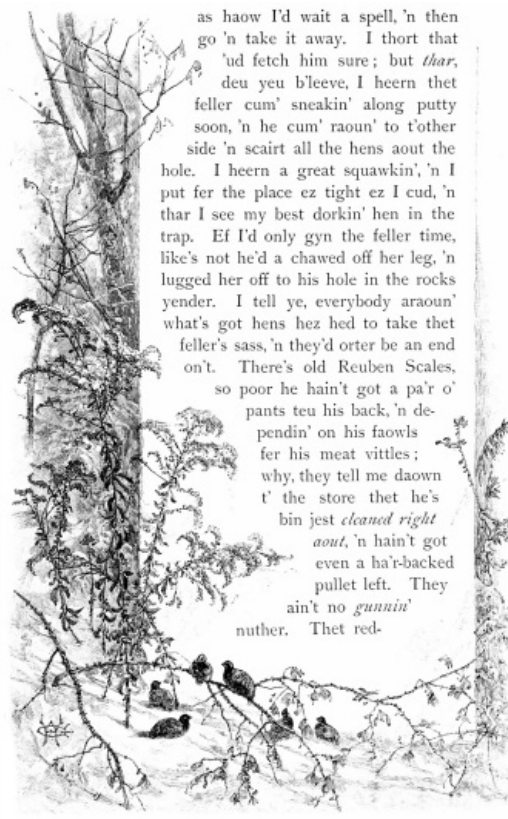 as haow I'd wait a spell, 'n then
go 'n take it away. I thort that
'ud fetch him sure; but thar,
deu yeu b'leeve, I heern thet
feller cum' sneakin' along putty
soon, 'n he cum' raoun' to t'other
side 'n scairt all the hens aout the
hole. I heern a great squawkin', 'n I
put fer the place ez tight ez I cud, 'n
thar I see my best dorkin' hen in the
trap. Ef I'd only gyn the feller time,
like's not he'd a chawed off her leg, 'n
lugged her off to his hole in the rocks
yender. I tell ye, everybody araoun'
what's got hens hez hed to take thet
feller's sass, 'n they'd orter be an end
on't. There's old Reuben Scales,
so poor he hain't got a pa'r o'
pants teu his back, 'n de-
pendin' on his faowls
fer his meat vittles;
why, they tell me daown
t' the store thet he's
bin jest cleaned right
aout, 'n hain't got
even a ha'r-backed
pullet left. They
ain't no gunnin'
nuther. Thet red-